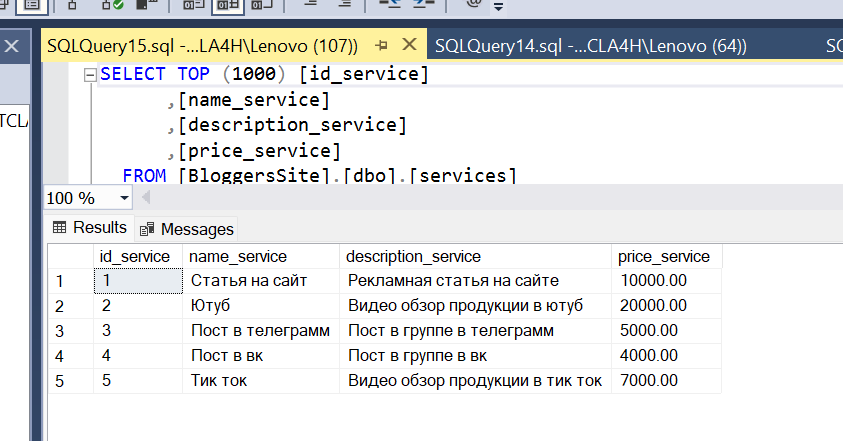 SQLQuery15.sql -...LA4H\Lenovo (107))
SQLQuery14.sql -...CLA4H\Lenovo (64))
SC
TCLA
SELECT TOP (1000) [id_service]
,[name_service]
,[description_service]
,[price_service]
FROM [BloggersSite].[dbo].[services]
100 %
Results Messages
id_service name_service description_service price_service
1 1 Статья на сайт Рекламная статья на сайте 10000.00
2 2 Ютуб Видео обзор продукции в ютуб 20000.00
3 3 Пост в телеграмм Пост в группе в телеграмм 5000.00
4 4 Пост в вк Пост в группе в вк 4000.00
5 5 Тик ток Видео обзор продукции в тик ток 7000.00